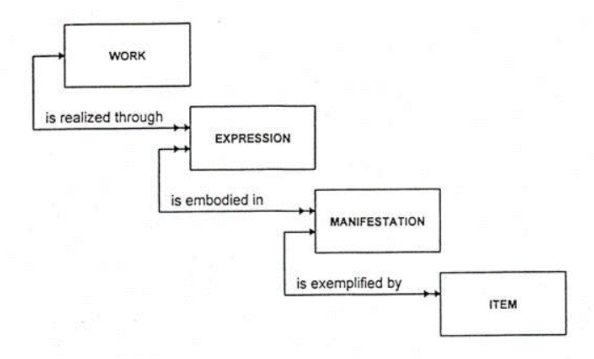 WORK
is realized through
EXPRESSION
is embodied in
MANIFESTATION
is exemplified by
ITEM